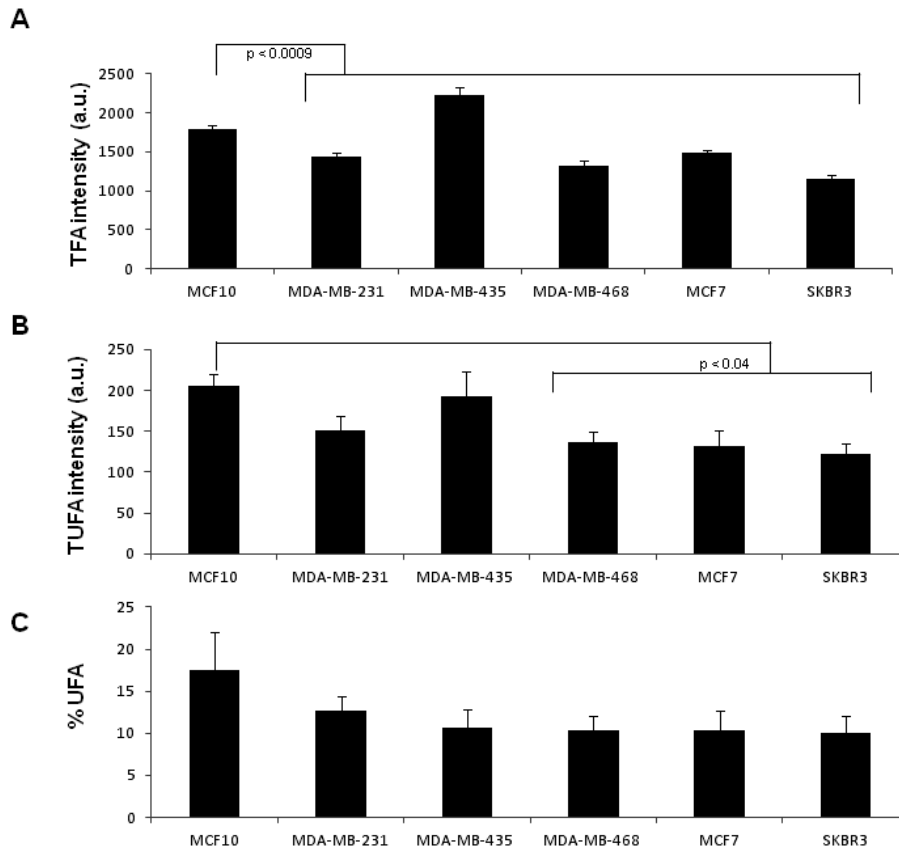 A
p < 0.0009
TFA intensity (a.u.)
2500
2000
1500
1000
500
0
MCF10 MDA-MB-231 MDA-MB-435 MDA-MB-468 MCF7 SKBR3
B
p < 0.04
TUFA intensity (a.u.)
250
200
150
100
50
0
MCF10 MDA-MB-231 MDA-MB-435 MDA-MB-468 MCF7 SKBR3
C
% UFA
25
20
15
10
5
0
MCF10 MDA-MB-231 MDA-MB-435 MDA-MB-468 MCF7 SKBR3